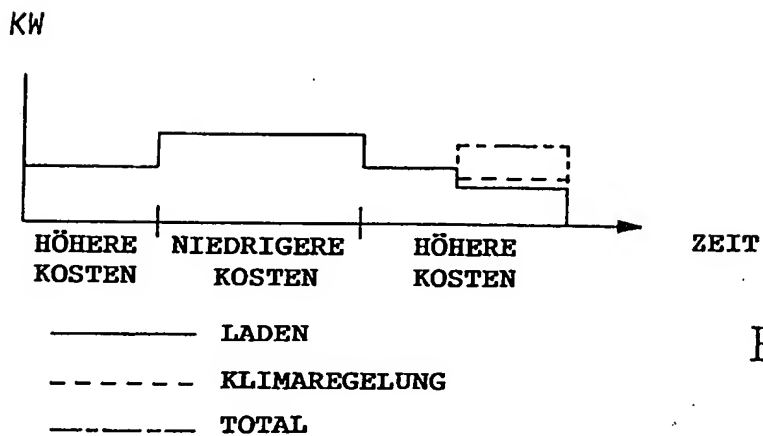 KW
HÖHERE KOSTEN
NIEDRIGERE KOSTEN
HÖHERE KOSTEN
ZEIT
LADEN
KLIMAREGELUNG
TOTAL